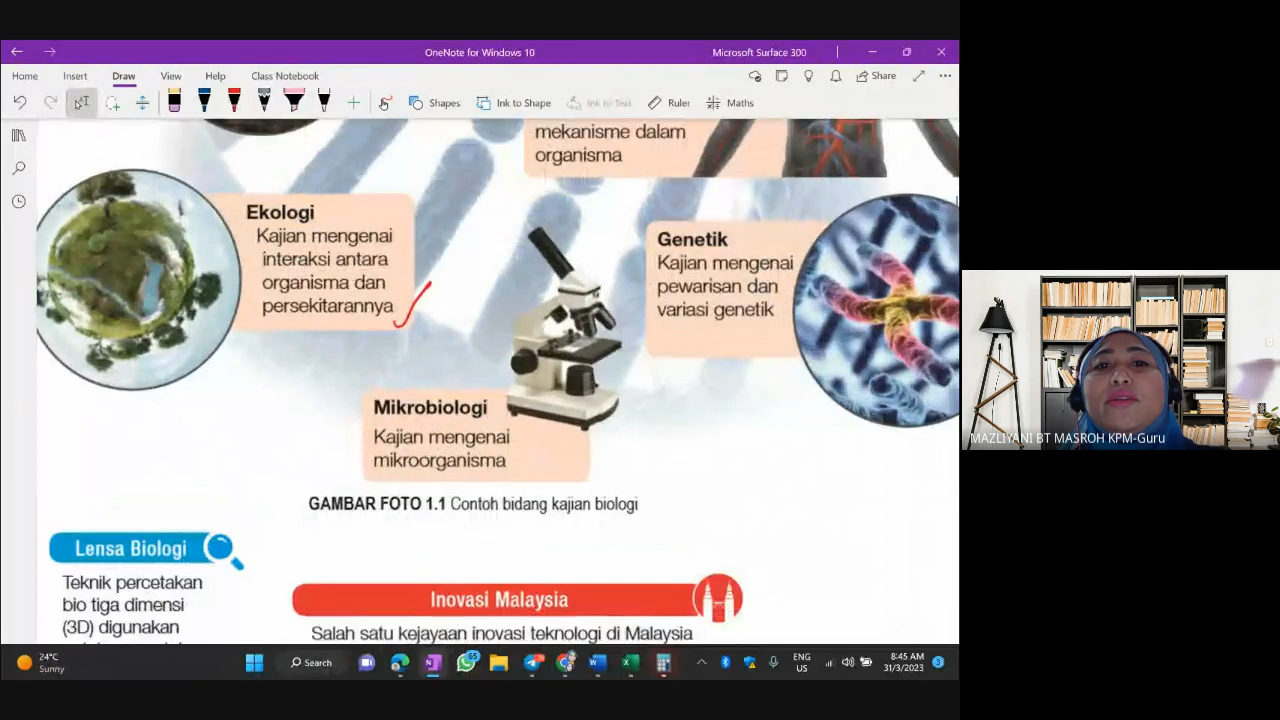 OneNote for Windows 10
Microsoft Surface 300
Home
Insert
Draw
View
Help
Class Notebook
Share
Shapes
Ink to Shape
Ink to Text
Ruler
Maths
mekanisme dalam
organisma
Ekologi
Kajian mengenai
interaksi antara
organisma dan
persekitarannya
Genetik
Kajian mengenai
pewarisan dan
variasi genetik
Mikrobiologi
Kajian mengenai
mikroorganisma
GAMBAR FOTO 1.1 Contoh bidang kajian biologi
Lensa Biologi
Teknik percetakan
bio tiga dimensi
(3D) digunakan
Inovasi Malaysia
Salah satu kejayaan inovasi teknologi di Malaysia
MAZLIYANI BT MASROH KPM-Guru
24°C
Sunny
Search
65
ENG
US
8:45 AM
31/3/2023
3